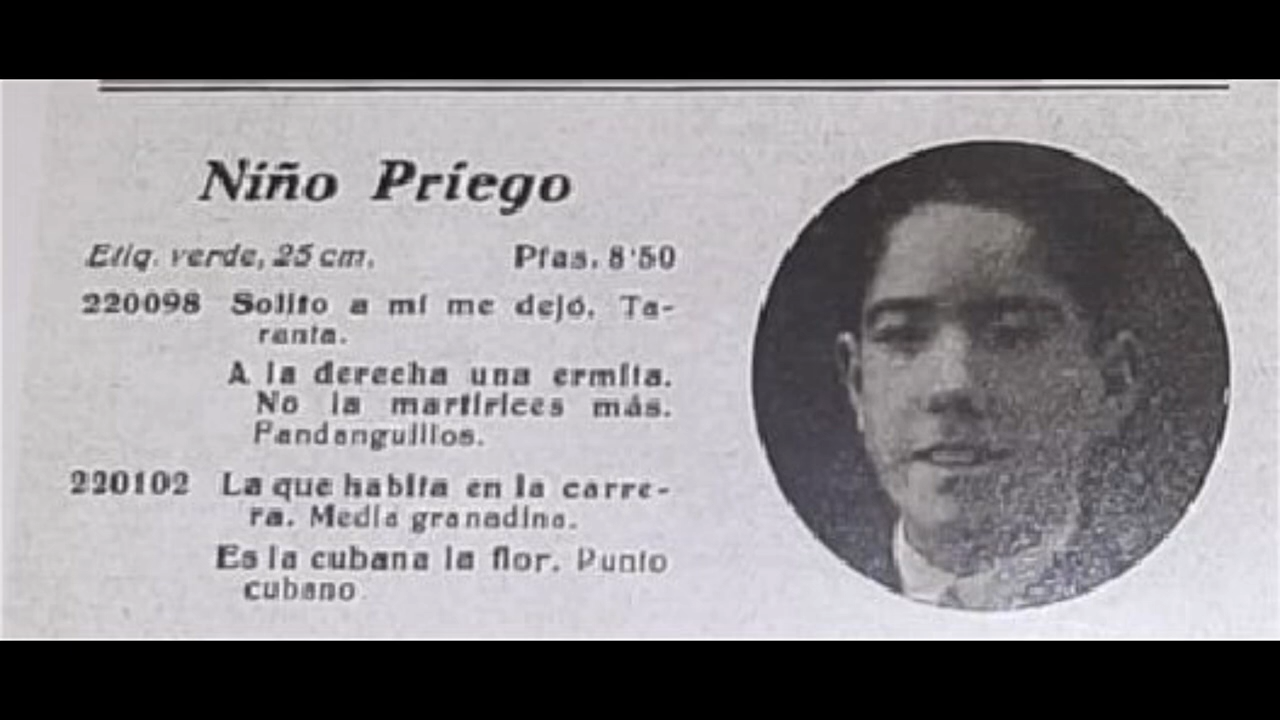 Niño Priego
Etiq. verde, 25 cm. Ptas. 8'50
220098 Solito a mí me dejó. Ta-
ranta.
A la derecha una ermita.
No la martirices más.
Fandanguillos.
220102 La que habita en la carre-
ra. Media granadina.
Es la cubana la flor. Punto
cubano